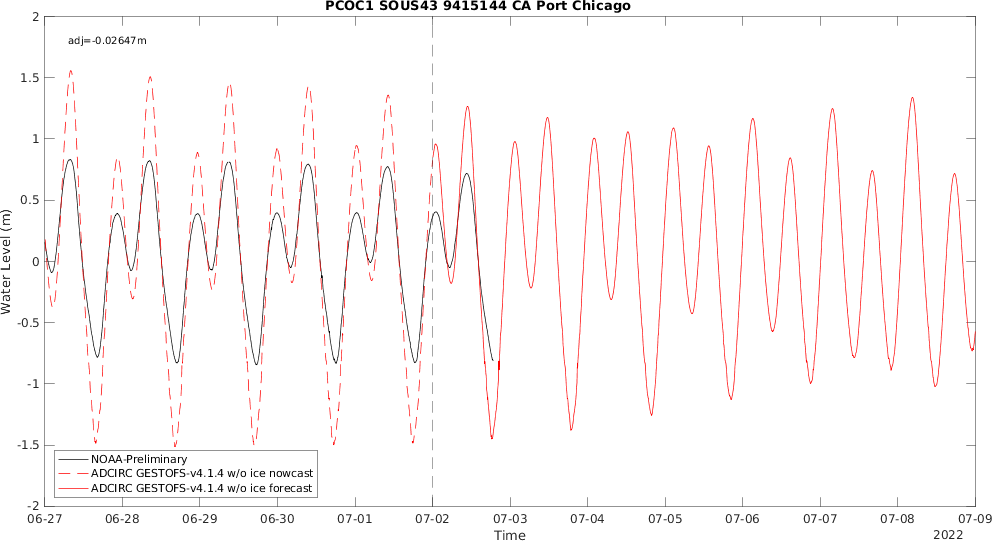 PCOC1 SOUS43 9415144 CA Port Chicago
adj=-0.02647m
2
1.5
1
0.5
0
-0.5
-1
-1.5
-2
Water Level (m)
NOAA-Preliminary
ADCIRC GESTOFS-v4.1.4 w/o ice nowcast
ADCIRC GESTOFS-v4.1.4 w/o ice forecast
06-27 06-28 06-29 06-30 07-01 07-02 07-03 07-04 07-05 07-06 07-07 07-08 07-09
Time
2022